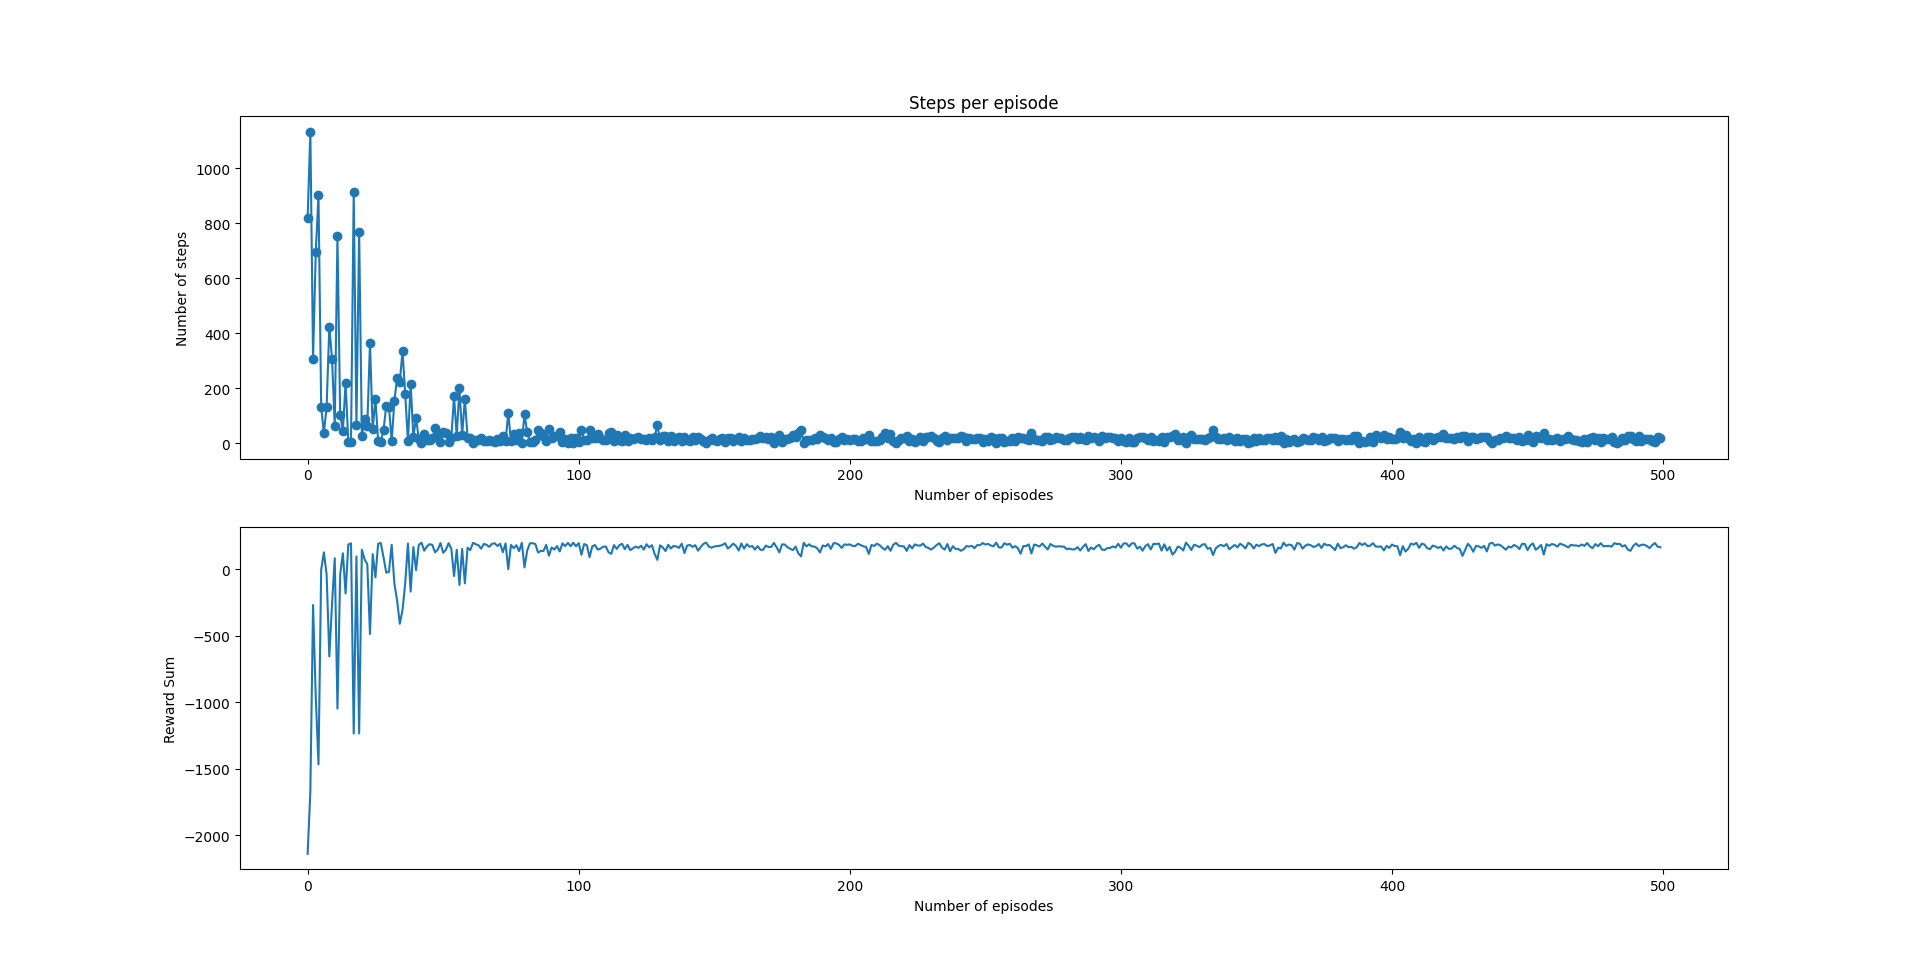 Steps per episode
1000
800
600
400
200
0
Number of steps
0 100 200 300 400 500
Number of episodes
0
−500
−1000
−1500
−2000
Reward Sum
0 100 200 300 400 500
Number of episodes